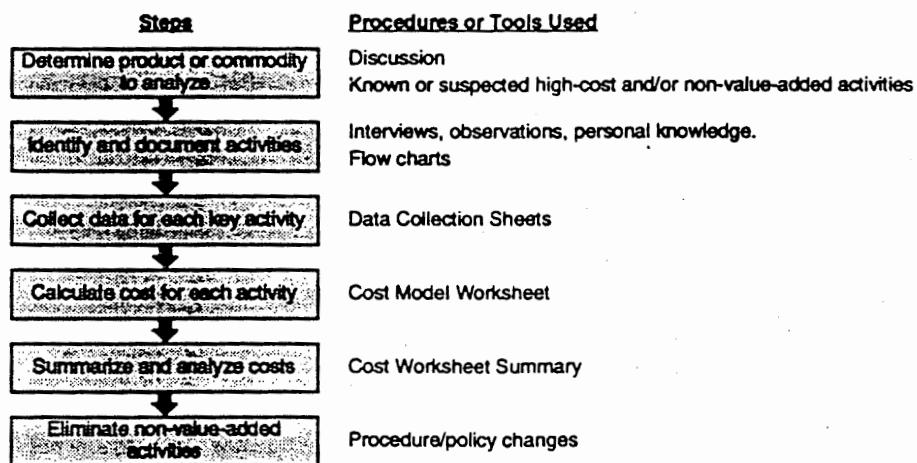 Steps
Procedures or Tools Used
Determine product or commodity
to analyze
Discussion
Known or suspected high-cost and/or non-value-added activities
Identify and document activities
Interviews, observations, personal knowledge.
Flow charts
Collect data for each key activity
Data Collection Sheets
Calculate cost for each activity
Cost Model Worksheet
Summarize and analyze costs
Cost Worksheet Summary
Eliminate non-value-added
activities
Procedure/policy changes